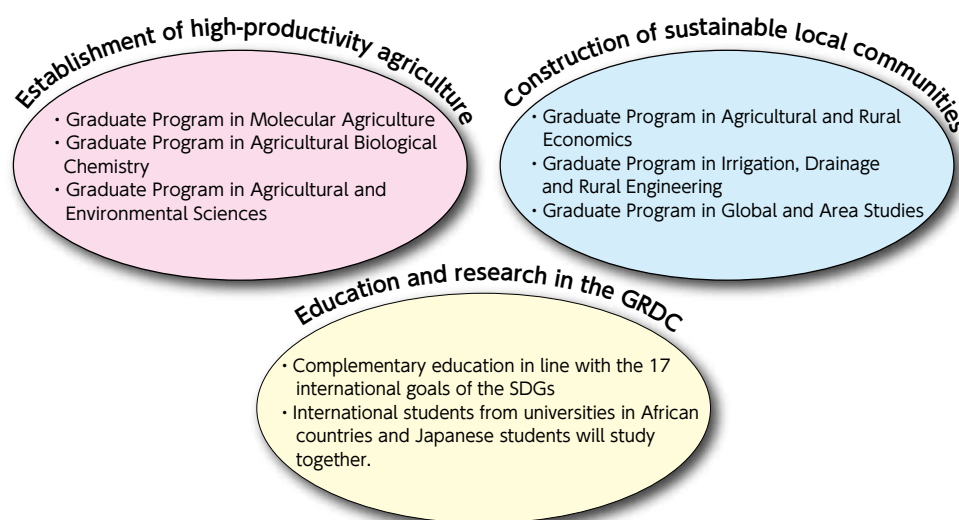 Establishment of high-productivity agriculture
・Graduate Program in Molecular Agriculture
・Graduate Program in Agricultural Biological
Chemistry
・Graduate Program in Agricultural and
Environmental Sciences
Construction of sustainable local communities
・Graduate Program in Agricultural and Rural
Economics
・Graduate Program in Irrigation, Drainage
and Rural Engineering
・Graduate Program in Global and Area Studies
Education and research in the GRDC
・Complementary education in line with the 17
international goals of the SDGs
・International students from universities in African
countries and Japanese students will study
together.